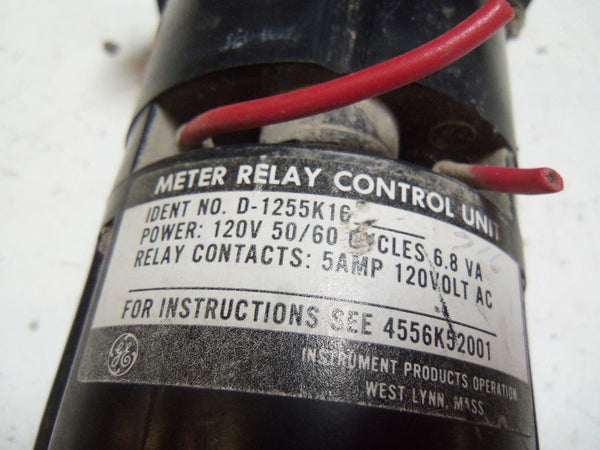 METER RELAY CONTROL UNIT
IDENT NO. D-1255K16
POWER: 120V 50/60 CYCLES 6.8 VA
RELAY CONTACTS: 5AMP 120VOLT AC
FOR INSTRUCTIONS SEE 4556K52001
GE
INSTRUMENT PRODUCTS OPERATION
WEST LYNN, MASS